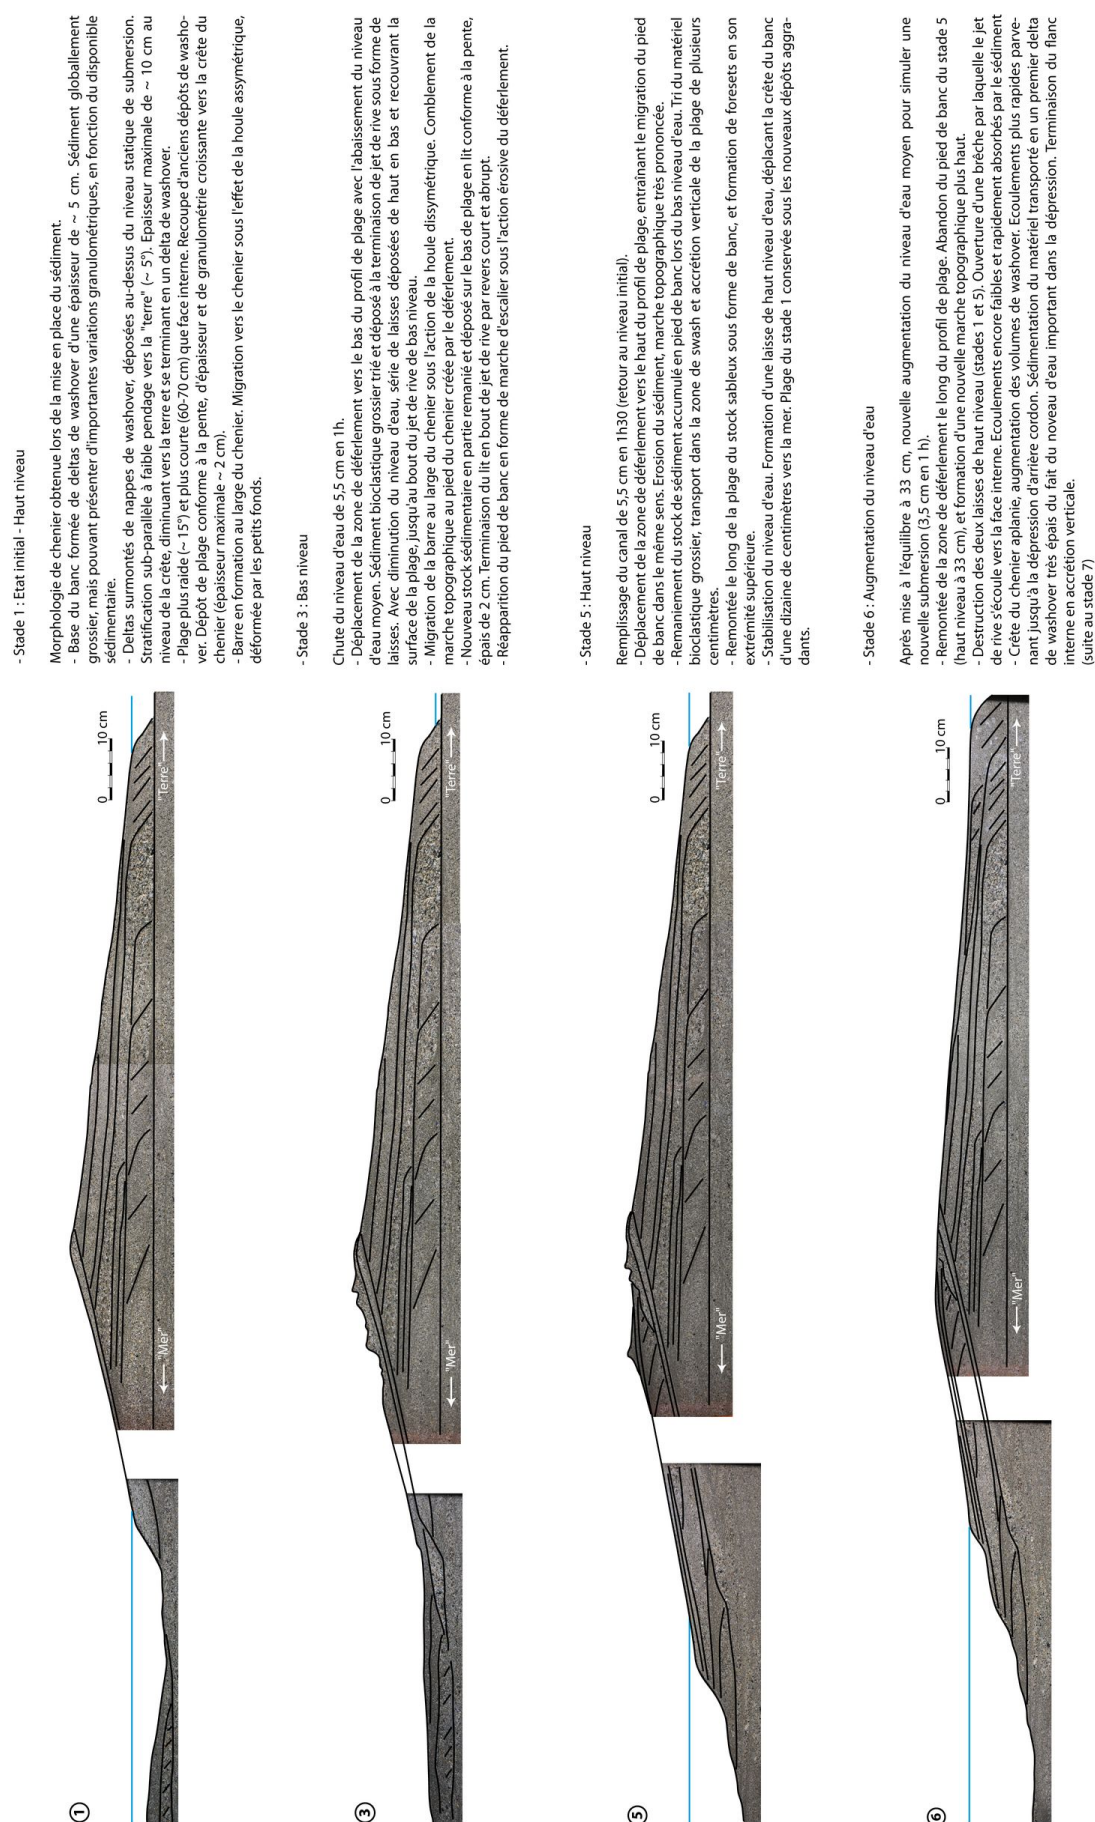 - Stade 1 : Etat initial - Haut niveau
Morphologie de chenier obtenue lors de la mise en place du sédiment.
- Base du banc formée de deltas de washover d'une épaisseur de ~ 5 cm. Sédiment globalement
grossier, mais pouvant présenter d'importantes variations granulométriques, en fonction du disponible
sédimentaire.
- Deltas surmontés de nappes de washover, déposées au-dessus du niveau statique de submersion.
Stratification sub-parallèle à faible pendage vers la "terre" (~ 5°). Epaisseur maximale de ~ 10 cm au
niveau de la crête, diminuant vers la terre et se terminant en un delta de washover.
- Plage plus raide (~ 15°) et plus courte (60-70 cm) que face interne. Recoupe d'anciens dépôts de washo-
ver. Dépôt de plage conforme à la pente, d'épaisseur et de granulométrie croissante vers la crête du
chenier (épaisseur maximale ~ 2 cm).
- Barre en formation au large du chenier. Migration vers le chenier sous l'effet de la houle assymétrique,
déformée par les petits fonds.
1
0 10 cm
"Mer"
"Terre"
- Stade 3 : Bas niveau
Chute du niveau d'eau de 5,5 cm en 1h.
- Déplacement de la zone de déferlement vers le bas du profil de plage avec l'abaissement du niveau
d'eau moyen. Sédiment bioclastique grossier trié et déposé à la terminaison de jet de rive sous forme de
laisses. Avec diminution du niveau d'eau, série de laisses déposées de haut en bas et recouvrant la
surface de la plage, jusqu'au bout du jet de rive de bas niveau.
- Migration de la barre au large du chenier sous l'action de la houle dissymétrique. Comblement de la
marche topographique au pied du chenier créée par le déferlement.
- Nouveau stock sédimentaire en partie remanié et déposé sur le bas de plage en lit conforme à la pente,
épais de 2 cm. Terminaison du lit en bout de jet de rive par revers court et abrupt.
- Réapparition du pied de banc en forme de marche d'escalier sous l'action érosive du déferlement.
3
0 10 cm
"Mer"
"Terre"
- Stade 5 : Haut niveau
Remplissage du canal de 5,5 cm en 1h30 (retour au niveau initial).
- Déplacement de la zone de déferlement vers le haut du profil de plage, entrainant le migration du pied
de banc dans le même sens. Erosion du sédiment, marche topographique très prononcée.
- Remaniement du stock de sédiment accumulé en pied de banc lors du bas niveau d'eau. Tri du matériel
bioclastique grossier, transport dans la zone de swash et accrétion verticale de la plage de plusieurs
centimètres.
- Remontée le long de la plage du stock sableux sous forme de banc, et formation de foresets en son
extrémité supérieure.
- Stabilisation du niveau d'eau. Formation d'une laisse de haut niveau d'eau, déplacant la crête du banc
d'une dizaine de centimètres vers la mer. Plage du stade 1 conservée sous les nouveaux dépôts aggra-
dants.
5
0 10 cm
"Mer"
"Terre"
- Stade 6 : Augmentation du niveau d'eau
Après mise à l'équilibre à 33 cm, nouvelle augmentation du niveau d'eau moyen pour simuler une
nouvelle submersion (3,5 cm en 1 h).
- Remontée de la zone de déferlement le long du profil de plage. Abandon du pied de banc du stade 5
(haut niveau à 33 cm), et formation d'une nouvelle marche topographique plus haut.
- Destruction des deux laisses de haut niveau (stades 1 et 5). Ouverture d'une brêche par laquelle le jet
de rive s'écoule vers la face interne. Ecoulements encore faibles et rapidement absorbés par le sédiment
- Crête du chenier aplanie, augmentation des volumes de washover. Ecoulements plus rapides parve-
nant jusqu'à la dépression d'arrière cordon. Sédimentation du matériel transporté en un premier delta
de washover très épais du fait du noveau d'eau important dans la dépression. Terminaison du flanc
interne en accrétion verticale.
(suite au stade 7)
6
0 10 cm
"Mer"
"Terre"